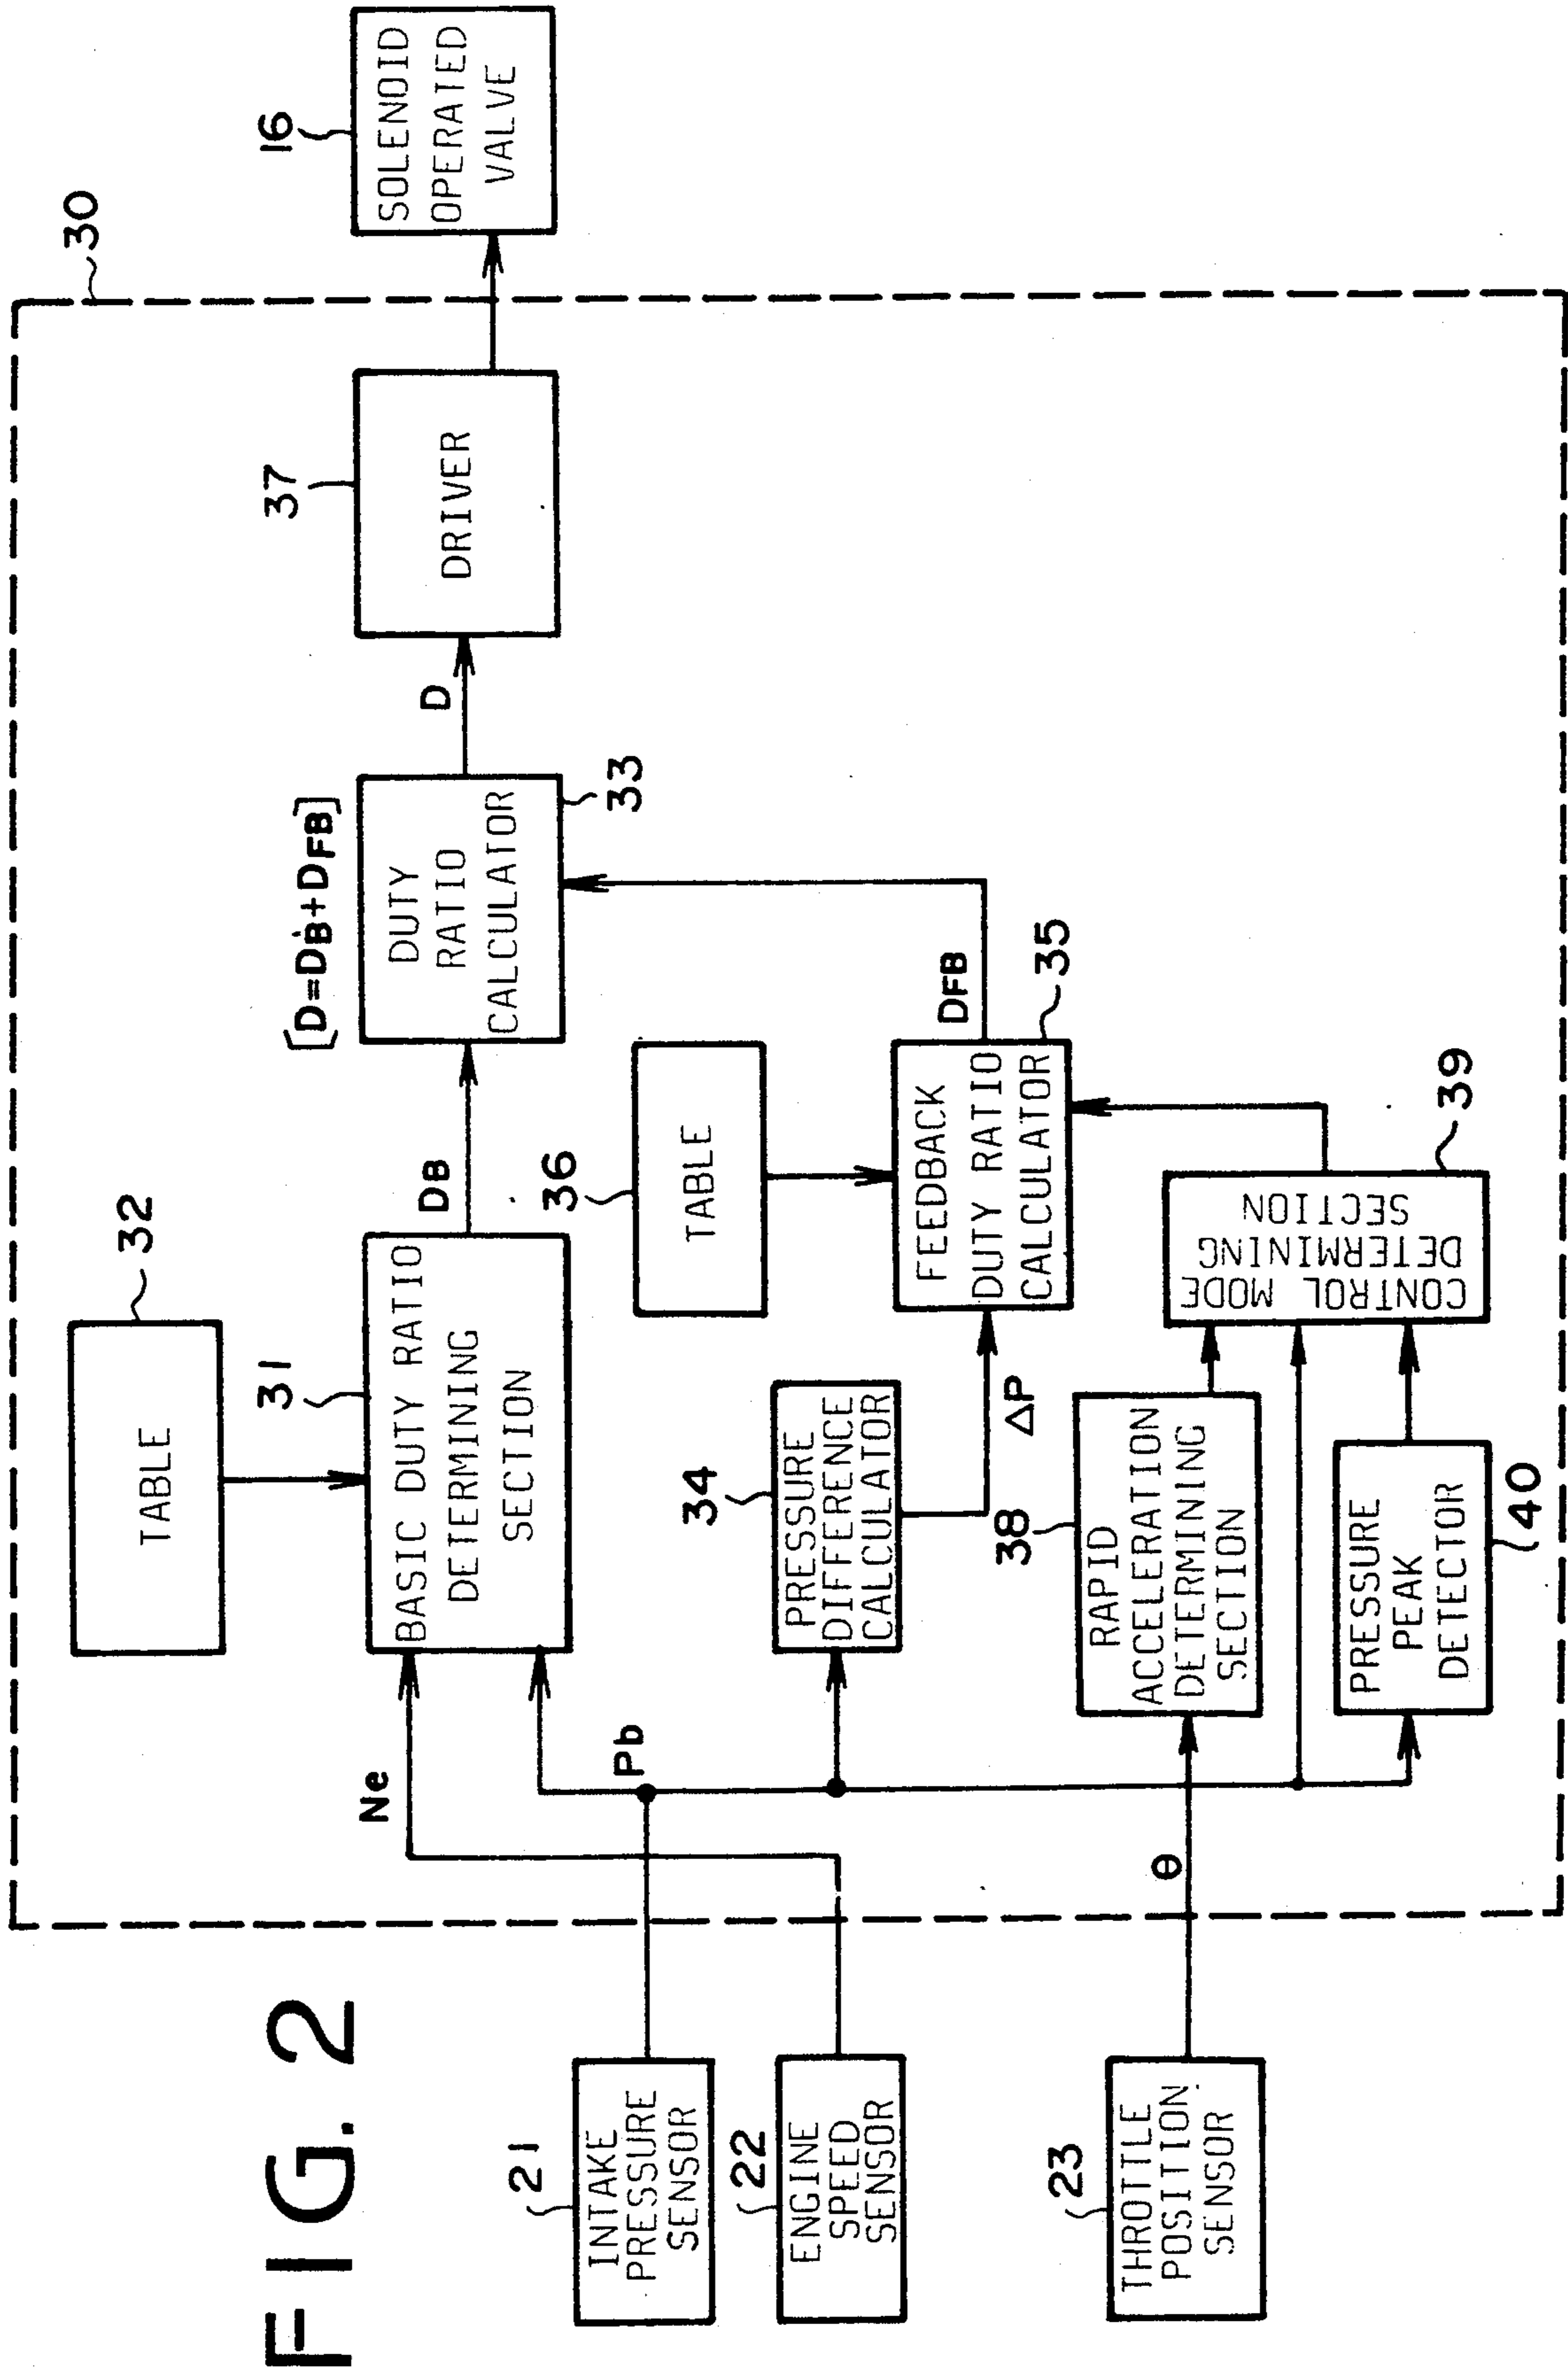 FIG. 2
30
32
TABLE
31
BASIC DUTY RATIO
DETERMINING
SECTION
Ne
Pb
DB
[D=DB+DFB]
DUTY
RATIO
CALCULATOR
33
D
37
DRIVER
16
SOLENOID
OPERATED
VALVE
21
INTAKE
PRESSURE
SENSOR
22
ENGINE
SPEED
SENSOR
34
PRESSURE
DIFFERENCE
CALCULATOR
ΔP
36
TABLE
FEEDBACK
DUTY RATIO
CALCULATOR
35
DFB
23
THROTTLE
POSITION
SENSOR
θ
38
RAPID
ACCELERATION
DETERMINING
SECTION
CONTROL MODE
DETERMINING
SECTION
39
PRESSURE
PEAK
DETECTOR
40